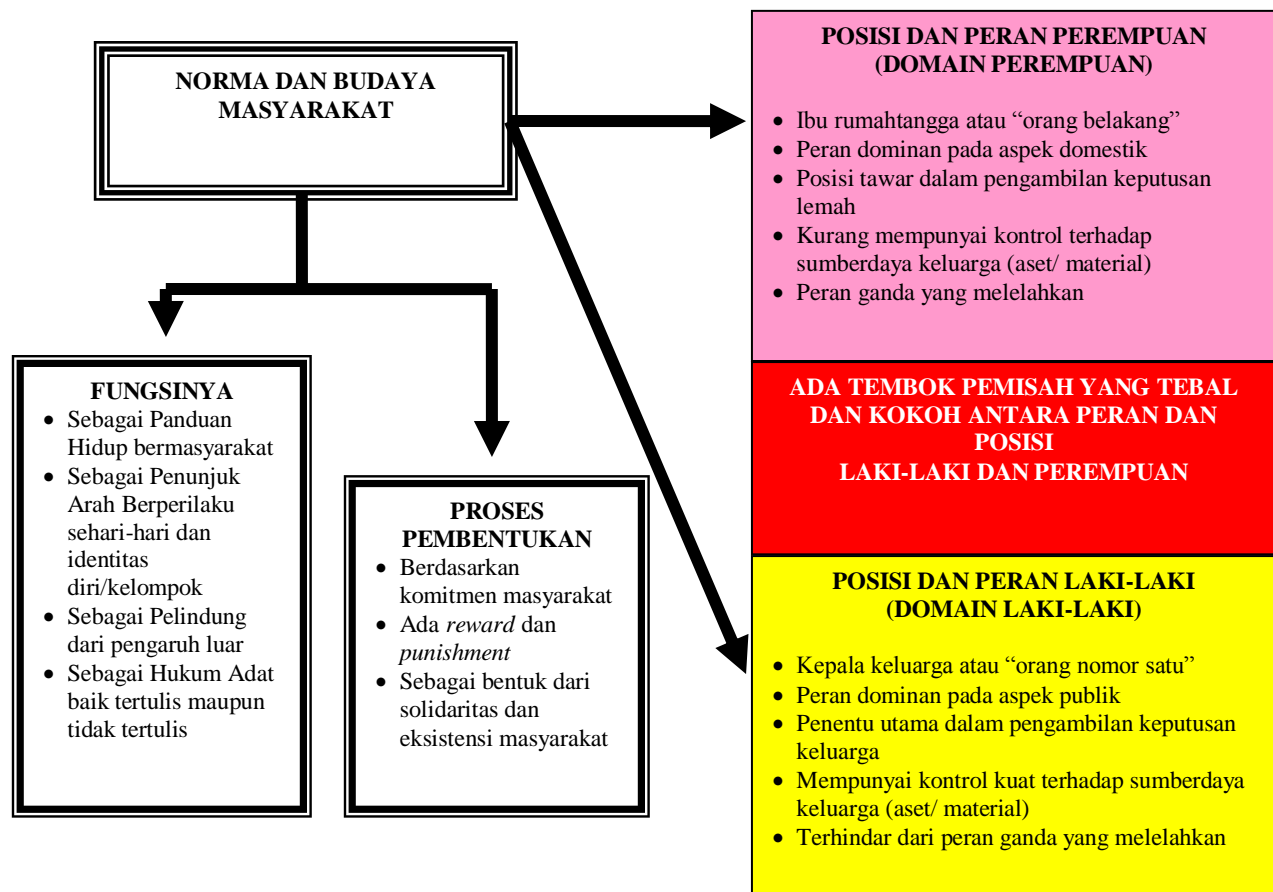 NORMA DAN BUDAYA
MASYARAKAT
FUNGSINYA
• Sebagai Panduan
Hidup bermasyarakat
• Sebagai Penunjuk
Arah Berperilaku
sehari-hari dan
identitas
diri/kelompok
• Sebagai Pelindung
dari pengaruh luar
• Sebagai Hukum Adat
baik tertulis maupun
tidak tertulis
PROSES
PEMBENTUKAN
• Berdasarkan
komitmen masyarakat
• Ada reward dan
punishment
• Sebagai bentuk dari
solidaritas dan
eksistensi masyarakat
POSISI DAN PERAN PEREMPUAN
(DOMAIN PEREMPUAN)
• Ibu rumahtangga atau “orang belakang”
• Peran dominan pada aspek domestik
• Posisi tawar dalam pengambilan keputusan
lemah
• Kurang mempunyai kontrol terhadap
sumberdaya keluarga (aset/ material)
• Peran ganda yang melelahkan
ADA TEMBOK PEMISAH YANG TEBAL
DAN KOKOH ANTARA PERAN DAN
POSISI
LAKI-LAKI DAN PEREMPUAN
POSISI DAN PERAN LAKI-LAKI
(DOMAIN LAKI-LAKI)
• Kepala keluarga atau “orang nomor satu”
• Peran dominan pada aspek publik
• Penentu utama dalam pengambilan keputusan
keluarga
• Mempunyai kontrol kuat terhadap sumberdaya
keluarga (aset/ material)
• Terhindar dari peran ganda yang melelahkan